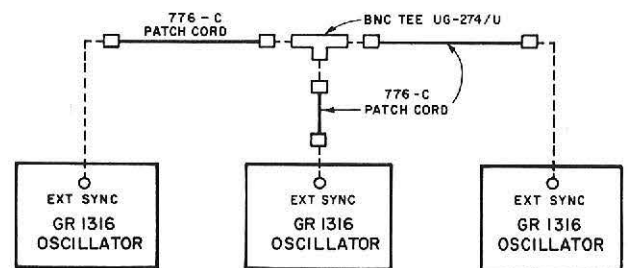 776-C
PATCH CORD
BNC TEE UG-274/U
776-C
PATCH CORD
EXT SYNC
GR 1316
OSCILLATOR
EXT SYNC
GR 1316
OSCILLATOR
EXT SYNC
GR 1316
OSCILLATOR